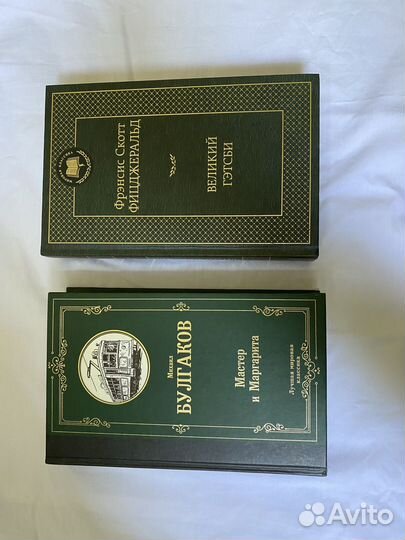 Фрэнсис Скотт
ФИЦДЖЕРАЛЬД
ВЕЛИКИЙ
ГЭТСБИ
Михаил
БУЛГАКОВ
Мастер
и Маргарита
Лучшая мировая
классика
Avito